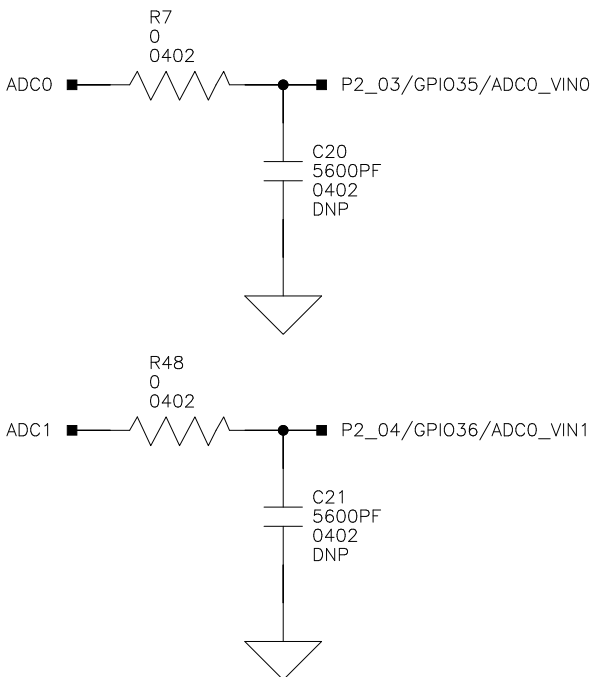 R7
0
0402
ADC0
P2_03/GPIO35/ADC0_VIN0
C20
5600PF
0402
DNP
R48
0
0402
ADC1
P2_04/GPIO36/ADC0_VIN1
C21
5600PF
0402
DNP